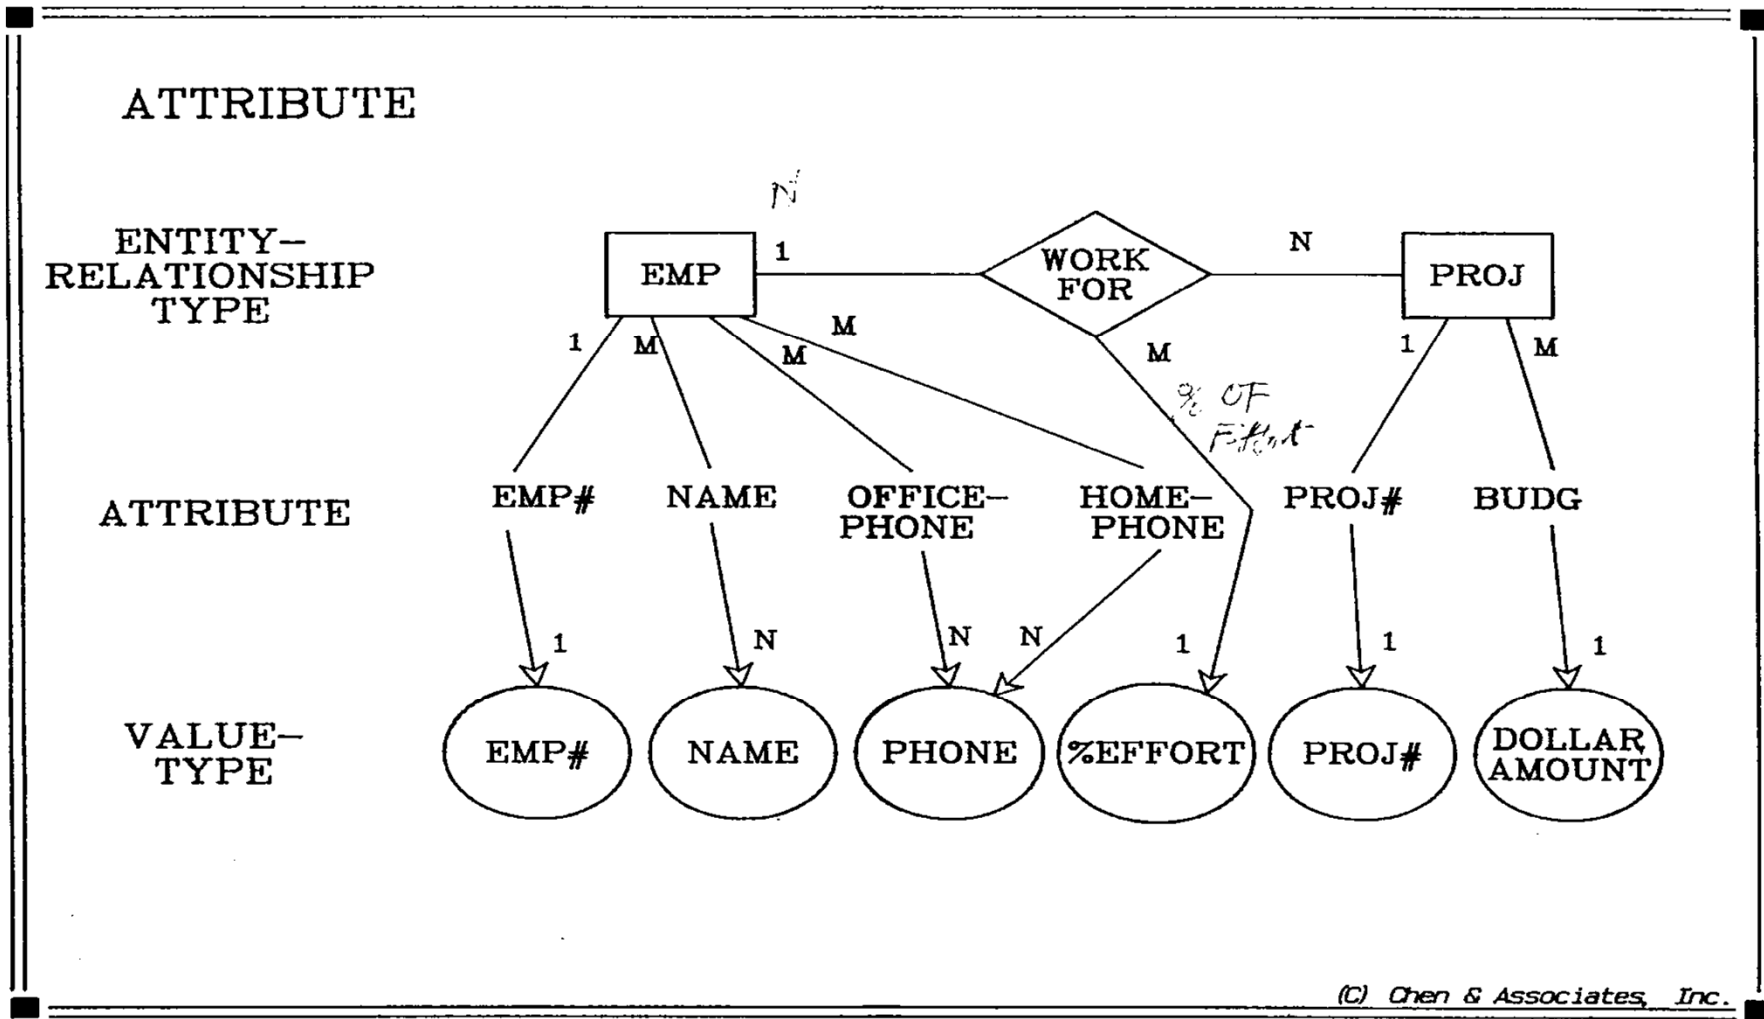 ATTRIBUTE
N
ENTITY-
RELATIONSHIP
TYPE
EMP
1
WORK
FOR
N
PROJ
1
M
M
M
M
1
M
% OF
Effort
ATTRIBUTE
EMP#
NAME
OFFICE-
PHONE
HOME-
PHONE
PROJ#
BUDG
1
N
N
N
1
1
1
VALUE-
TYPE
EMP#
NAME
PHONE
%EFFORT
PROJ#
DOLLAR
AMOUNT
(C) Chen & Associates, Inc.